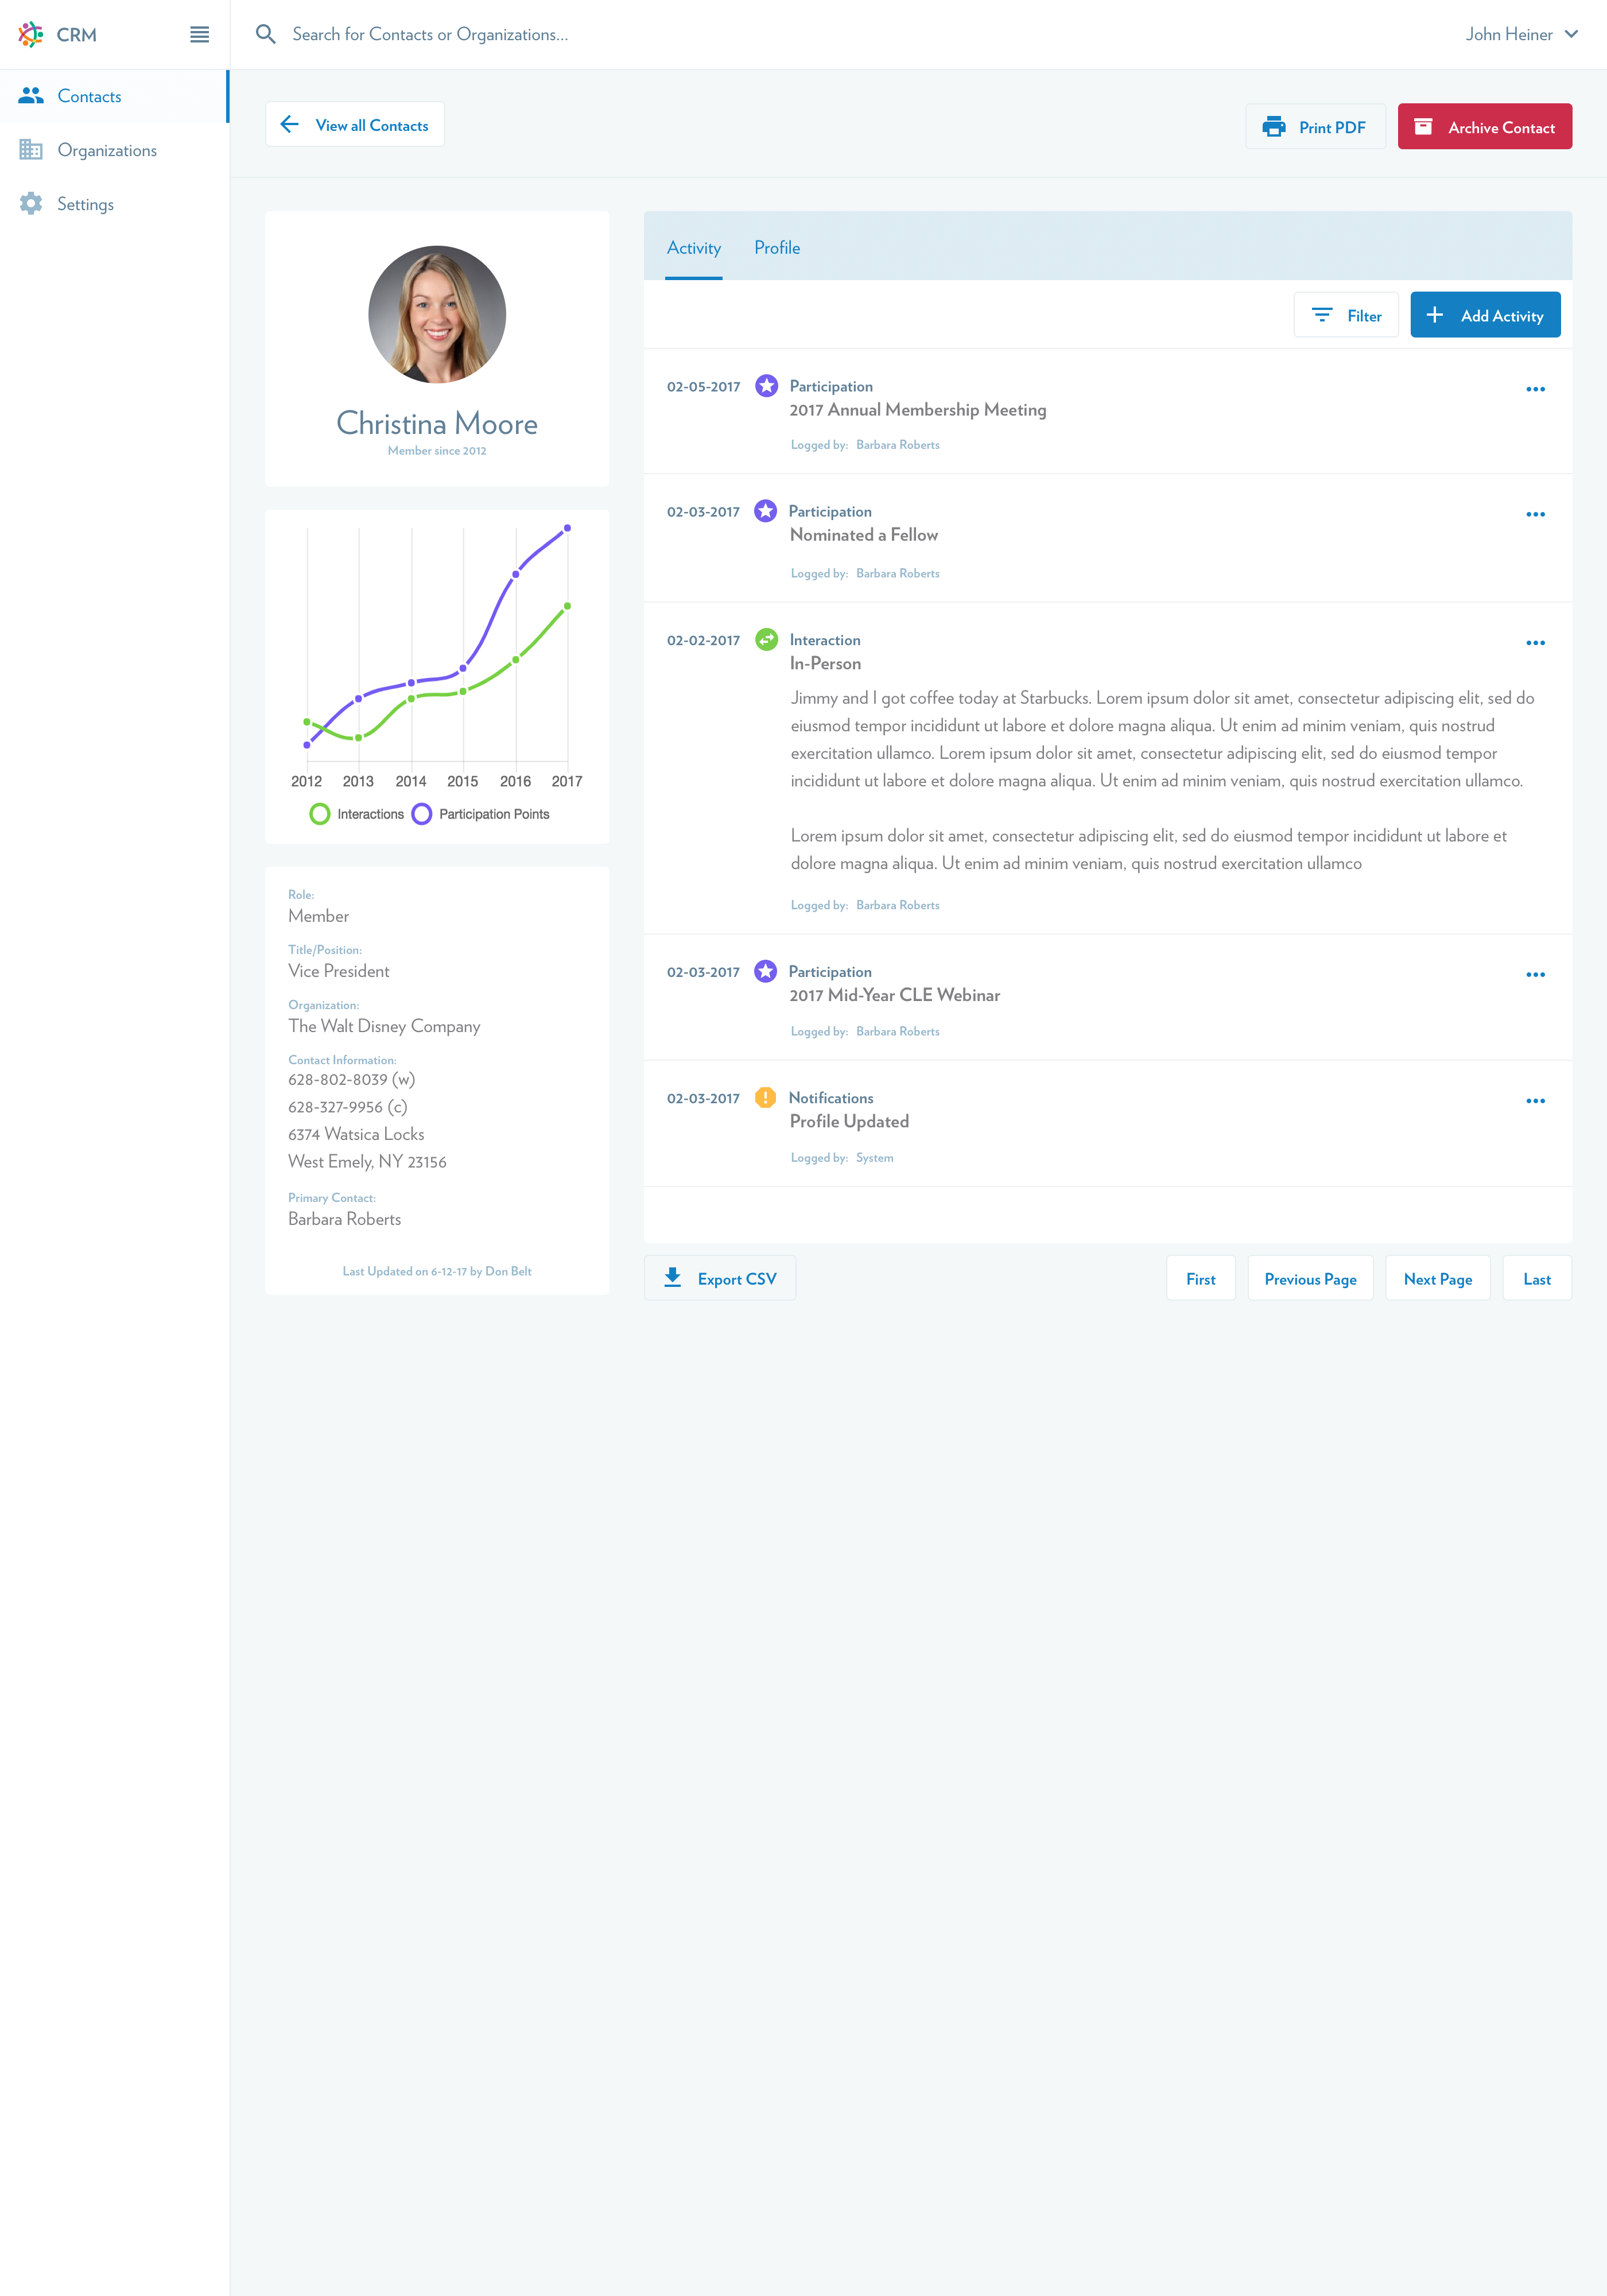 CRM
Search for Contacts or Organizations...
John Heiner
Contacts
Organizations
Settings
View all Contacts
Print PDF
Archive Contact
Christina Moore
Member since 2012
2012 2013 2014 2015 2016 2017
Interactions Participation Points
Role:
Member
Title/Position:
Vice President
Organization:
The Walt Disney Company
Contact Information:
628-802-8039 (w)
628-327-9956 (c)
6374 Watsica Locks
West Emely, NY 23156
Primary Contact:
Barbara Roberts
Last Updated on 6-12-17 by Don Belt
Activity Profile
Filter
Add Activity
02-05-2017 Participation
2017 Annual Membership Meeting
Logged by: Barbara Roberts
02-03-2017 Participation
Nominated a Fellow
Logged by: Barbara Roberts
02-02-2017 Interaction
In-Person
Jimmy and I got coffee today at Starbucks. Lorem ipsum dolor sit amet, consectetur adipiscing elit, sed do
eiusmod tempor incididunt ut labore et dolore magna aliqua. Ut enim ad minim veniam, quis nostrud
exercitation ullamco. Lorem ipsum dolor sit amet, consectetur adipiscing elit, sed do eiusmod tempor
incididunt ut labore et dolore magna aliqua. Ut enim ad minim veniam, quis nostrud exercitation ullamco.
Lorem ipsum dolor sit amet, consectetur adipiscing elit, sed do eiusmod tempor incididunt ut labore et
dolore magna aliqua. Ut enim ad minim veniam, quis nostrud exercitation ullamco
Logged by: Barbara Roberts
02-03-2017 Participation
2017 Mid-Year CLE Webinar
Logged by: Barbara Roberts
02-03-2017 Notifications
Profile Updated
Logged by: System
Export CSV
First
Previous Page
Next Page
Last